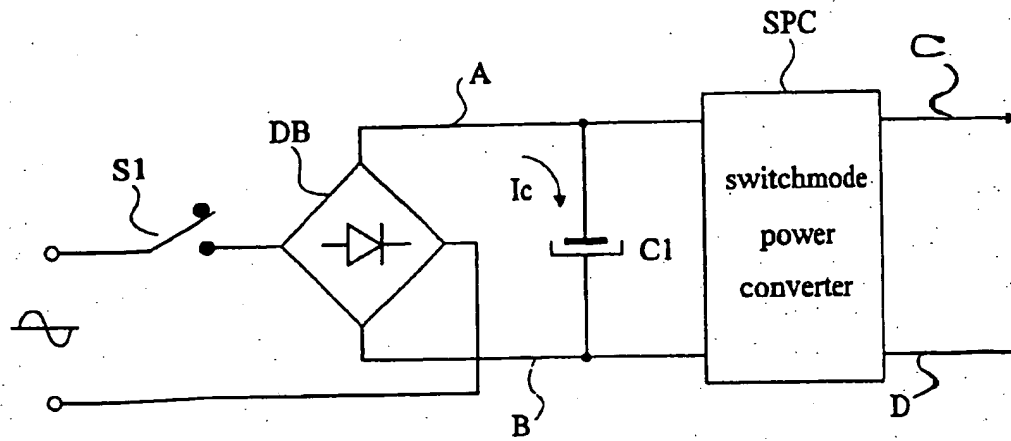 SPC
C
A
DB
S1
Ic
C1
switchmode
power
converter
B
D